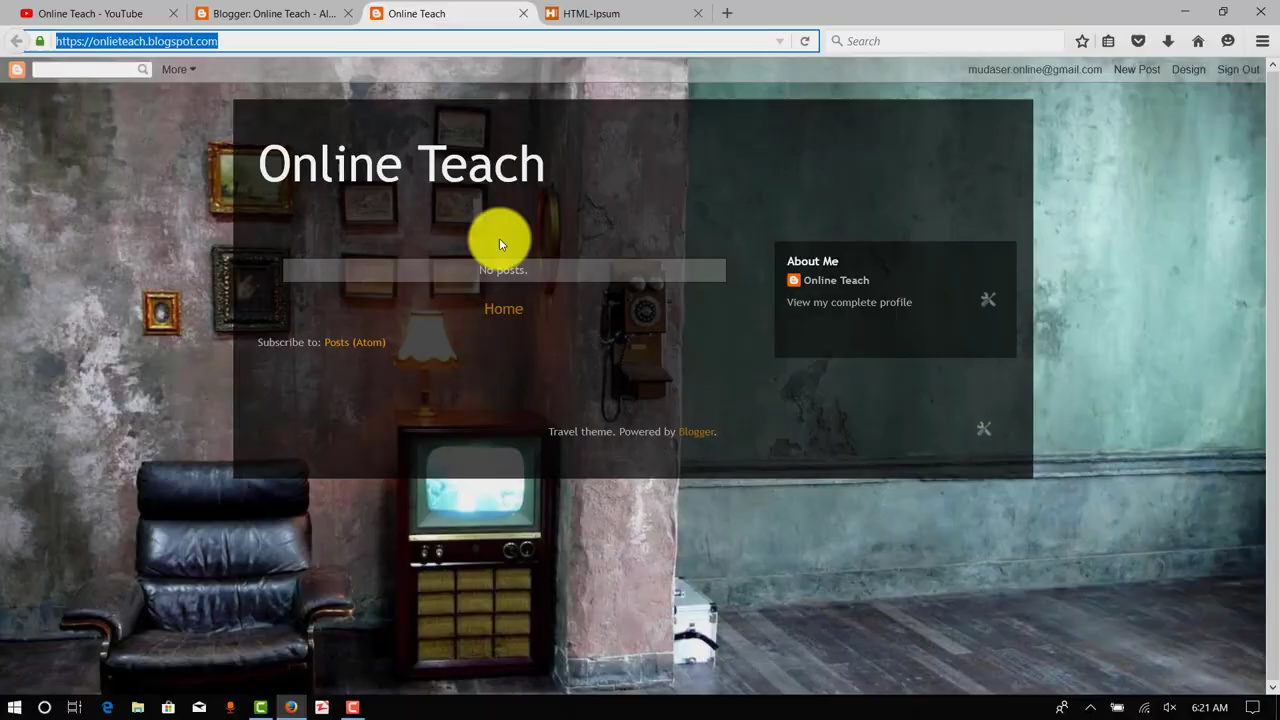 Online Teach - YouTube
Blogger: Online Teach - Al...
Online Teach
HTML-Ipsum
https://onlieteach.blogspot.com
Search
More
mudaser.online@gmail.com
New Post
Design
Sign Out
Online Teach
No posts.
Home
Subscribe to: Posts (Atom)
About Me
Online Teach
View my complete profile
Travel theme. Powered by Blogger.
6:21 AM